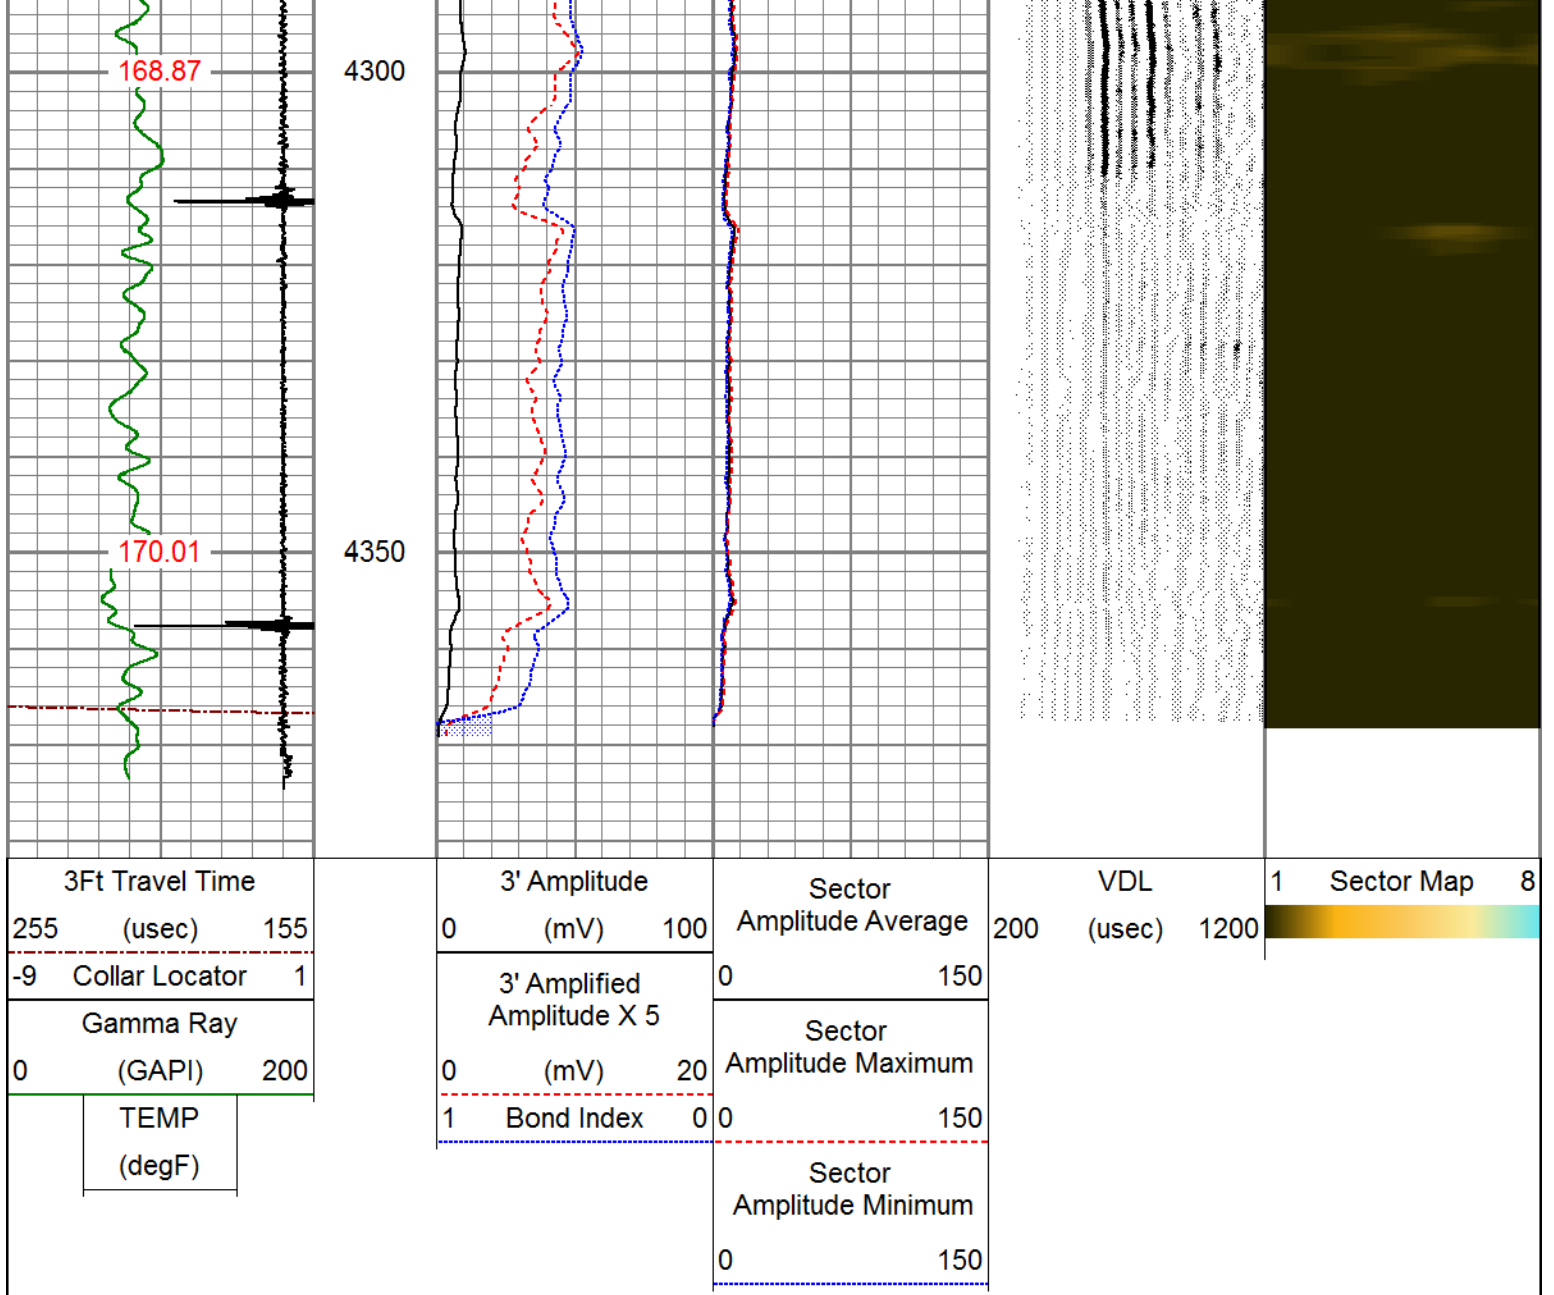 168.87
4300
170.01
4350
3Ft Travel Time
255 (usec) 155
-9 Collar Locator 1
Gamma Ray
0 (GAPI) 200
TEMP
(degF)
3' Amplitude
0 (mV) 100
3' Amplified
Amplitude X 5
0 (mV) 20
1 Bond Index 0
Sector
Amplitude Average
0 150
Sector
Amplitude Maximum
0 150
Sector
Amplitude Minimum
0 150
VDL
200 (usec) 1200
1 Sector Map 8